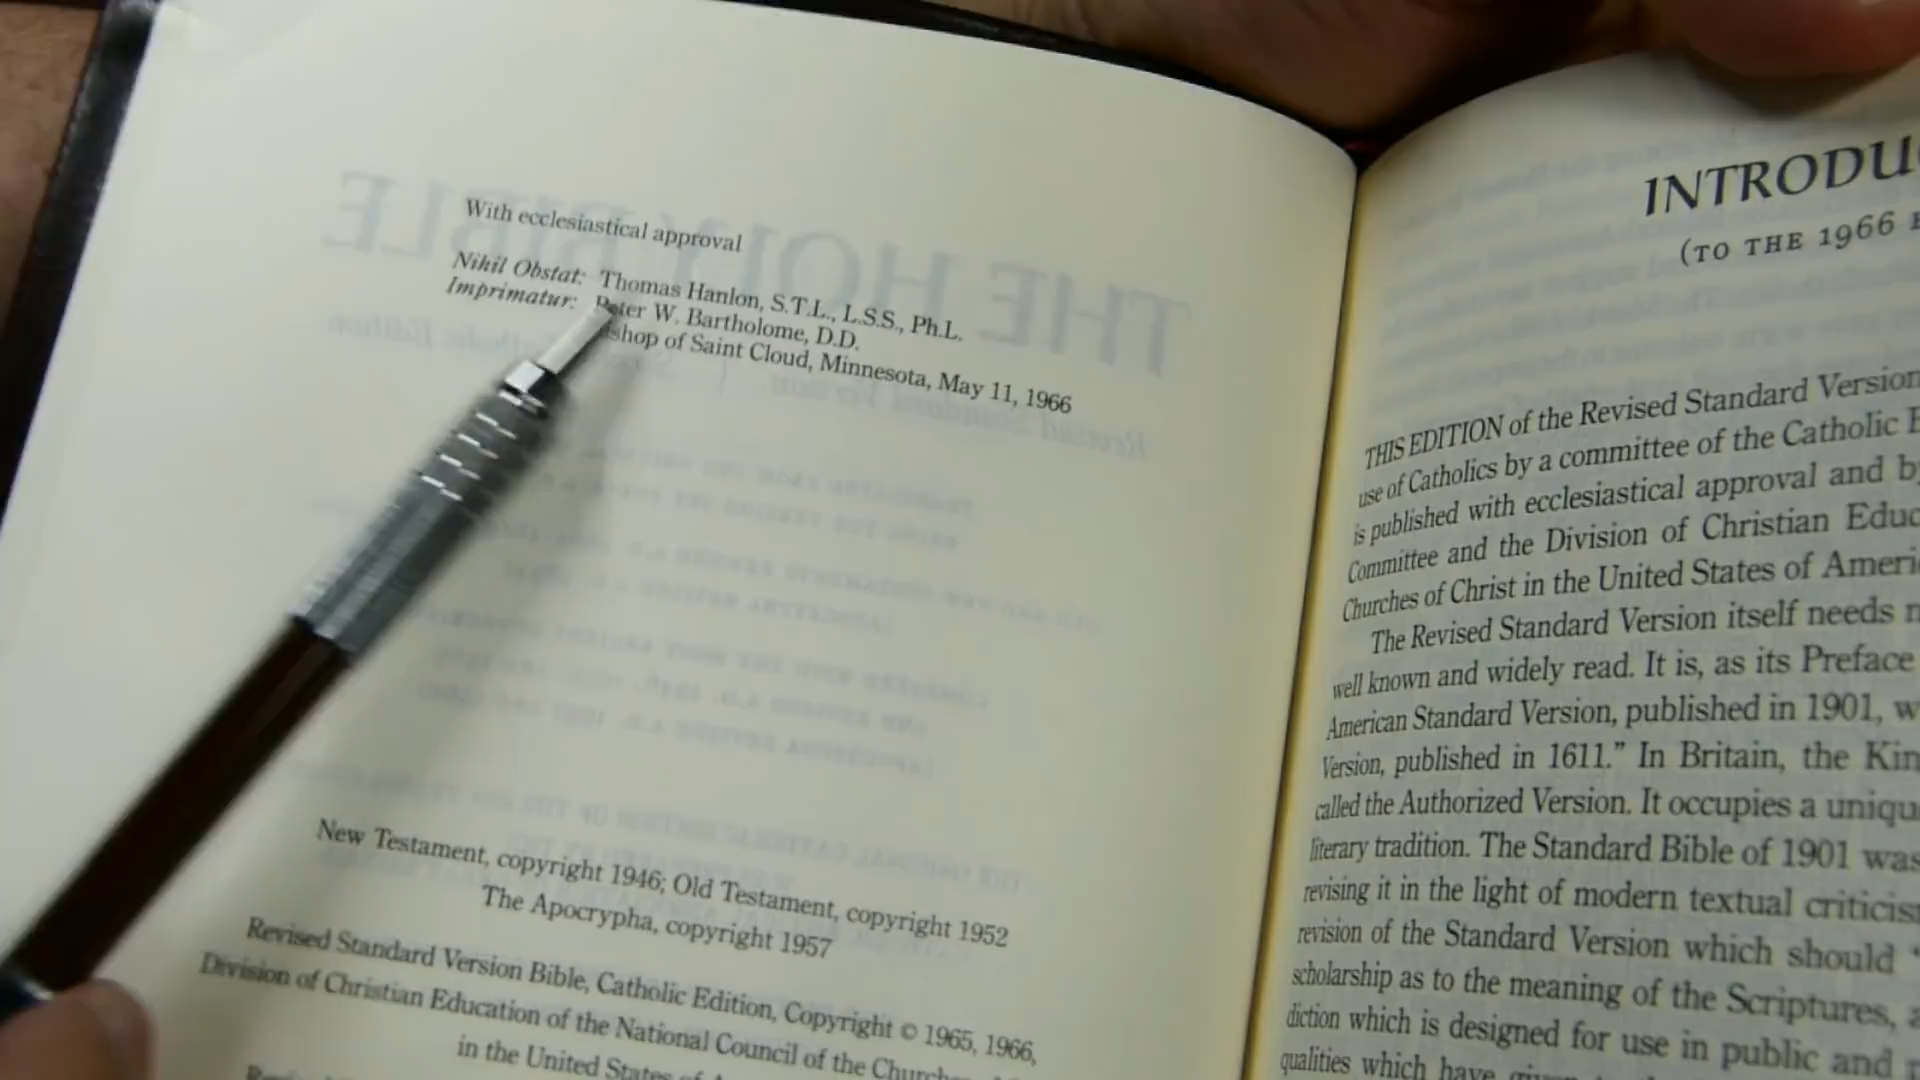 With ecclesiastical approval
Nihil Obstat: Thomas Hanlon, S.T.L., L.S.S., Ph.L.
Imprimatur: Peter W. Bartholome, D.D.
of Saint Cloud, Minnesota, May 11, 1966
New Testament, copyright 1946; Old Testament, copyright 1952
The Apocrypha, copyright 1957
Revised Standard Version Bible, Catholic Edition, Copyright © 1965, 1966,
Division of Christian Education of the National Council of the Churches
in the United States of
INTRODU
(TO THE 1966
THIS EDITION of the Revised Standard Version
use of Catholics by a committee of the Catholic
is published with ecclesiastical approval and by
Committee and the Division of Christian Educ
Churches of Christ in the United States of Ameri
The Revised Standard Version itself needs
well known and widely read. It is, as its Preface
American Standard Version, published in 1901, w
Version, published in 1611.” In Britain, the Kin
called the Authorized Version. It occupies a uniqu
literary tradition. The Standard Bible of 1901 was
revising it in the light of modern textual criticis
revision of the Standard Version which should
scholarship as to the meaning of the Scriptures, a
diction which is designed for use in public and
qualities which have